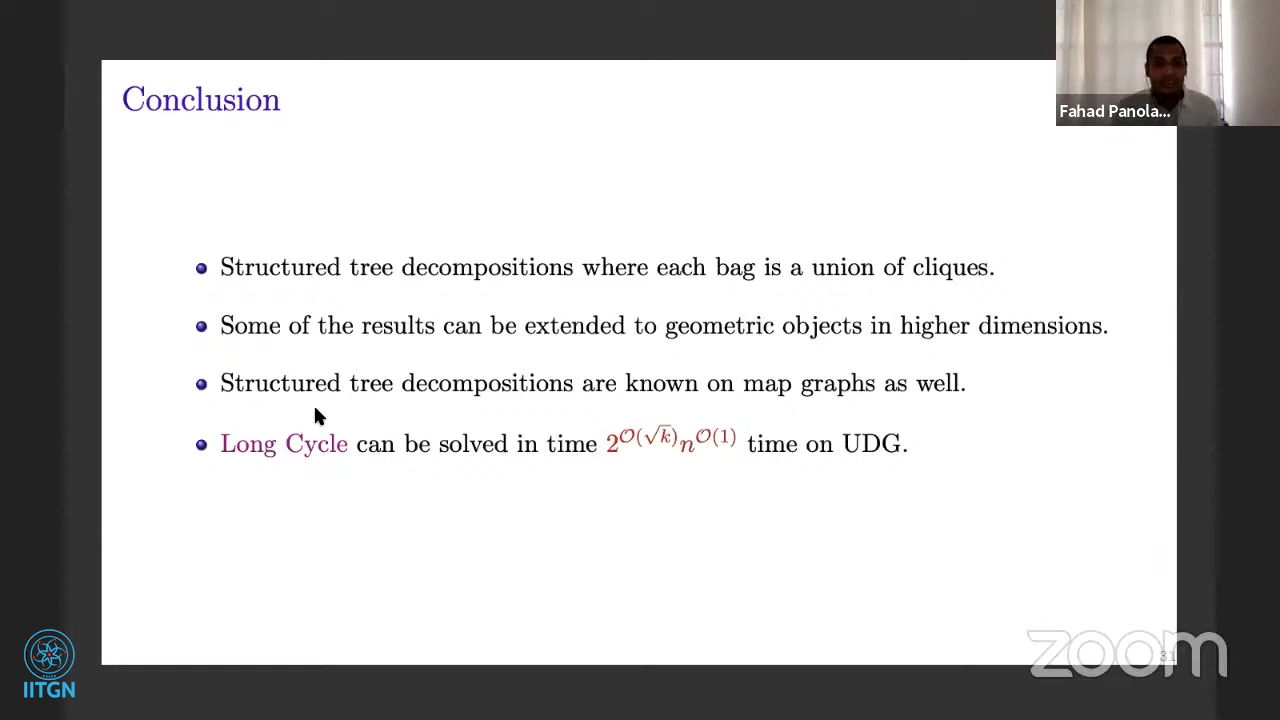 Conclusion
Fahad Panola...
Structured tree decompositions where each bag is a union of cliques.
Some of the results can be extended to geometric objects in higher dimensions.
Structured tree decompositions are known on map graphs as well.
Long Cycle can be solved in time 2^{O(√k)} n^{O(1)} time on UDG.
IITGN
zoom
31